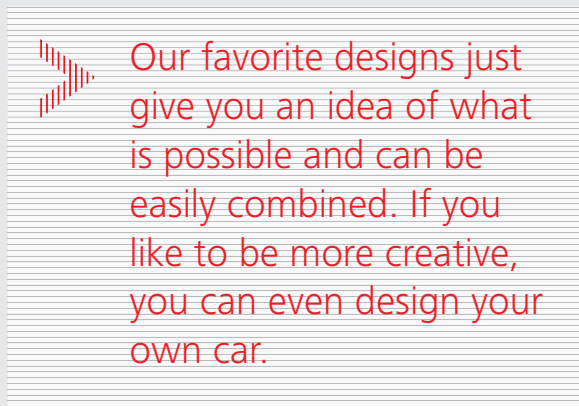 Our favorite designs just
give you an idea of what
is possible and can be
easily combined. If you
like to be more creative,
you can even design your
own car.